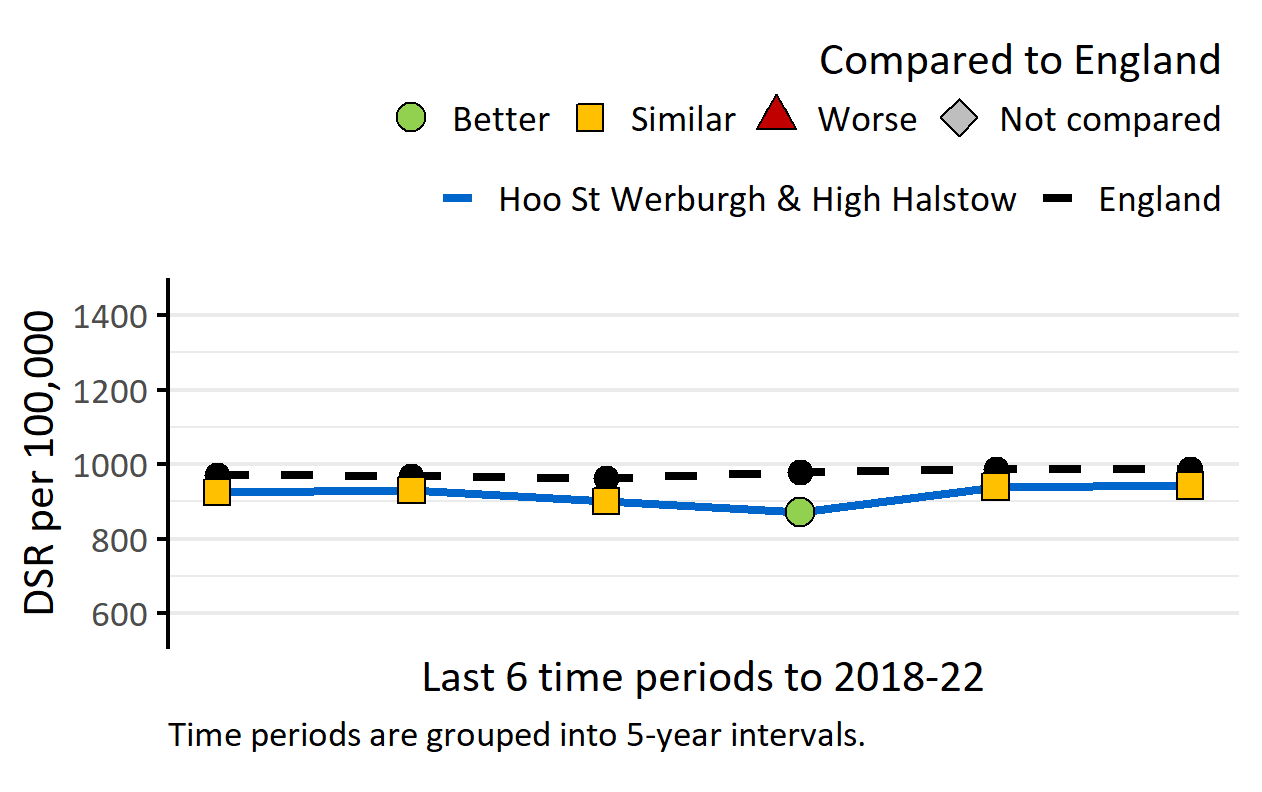 Compared to England
Better Similar Worse Not compared
Hoo St Werburgh & High Halstow England
DSR per 100,000
1400
1200
1000
800
600
Last 6 time periods to 2018-22
Time periods are grouped into 5-year intervals.